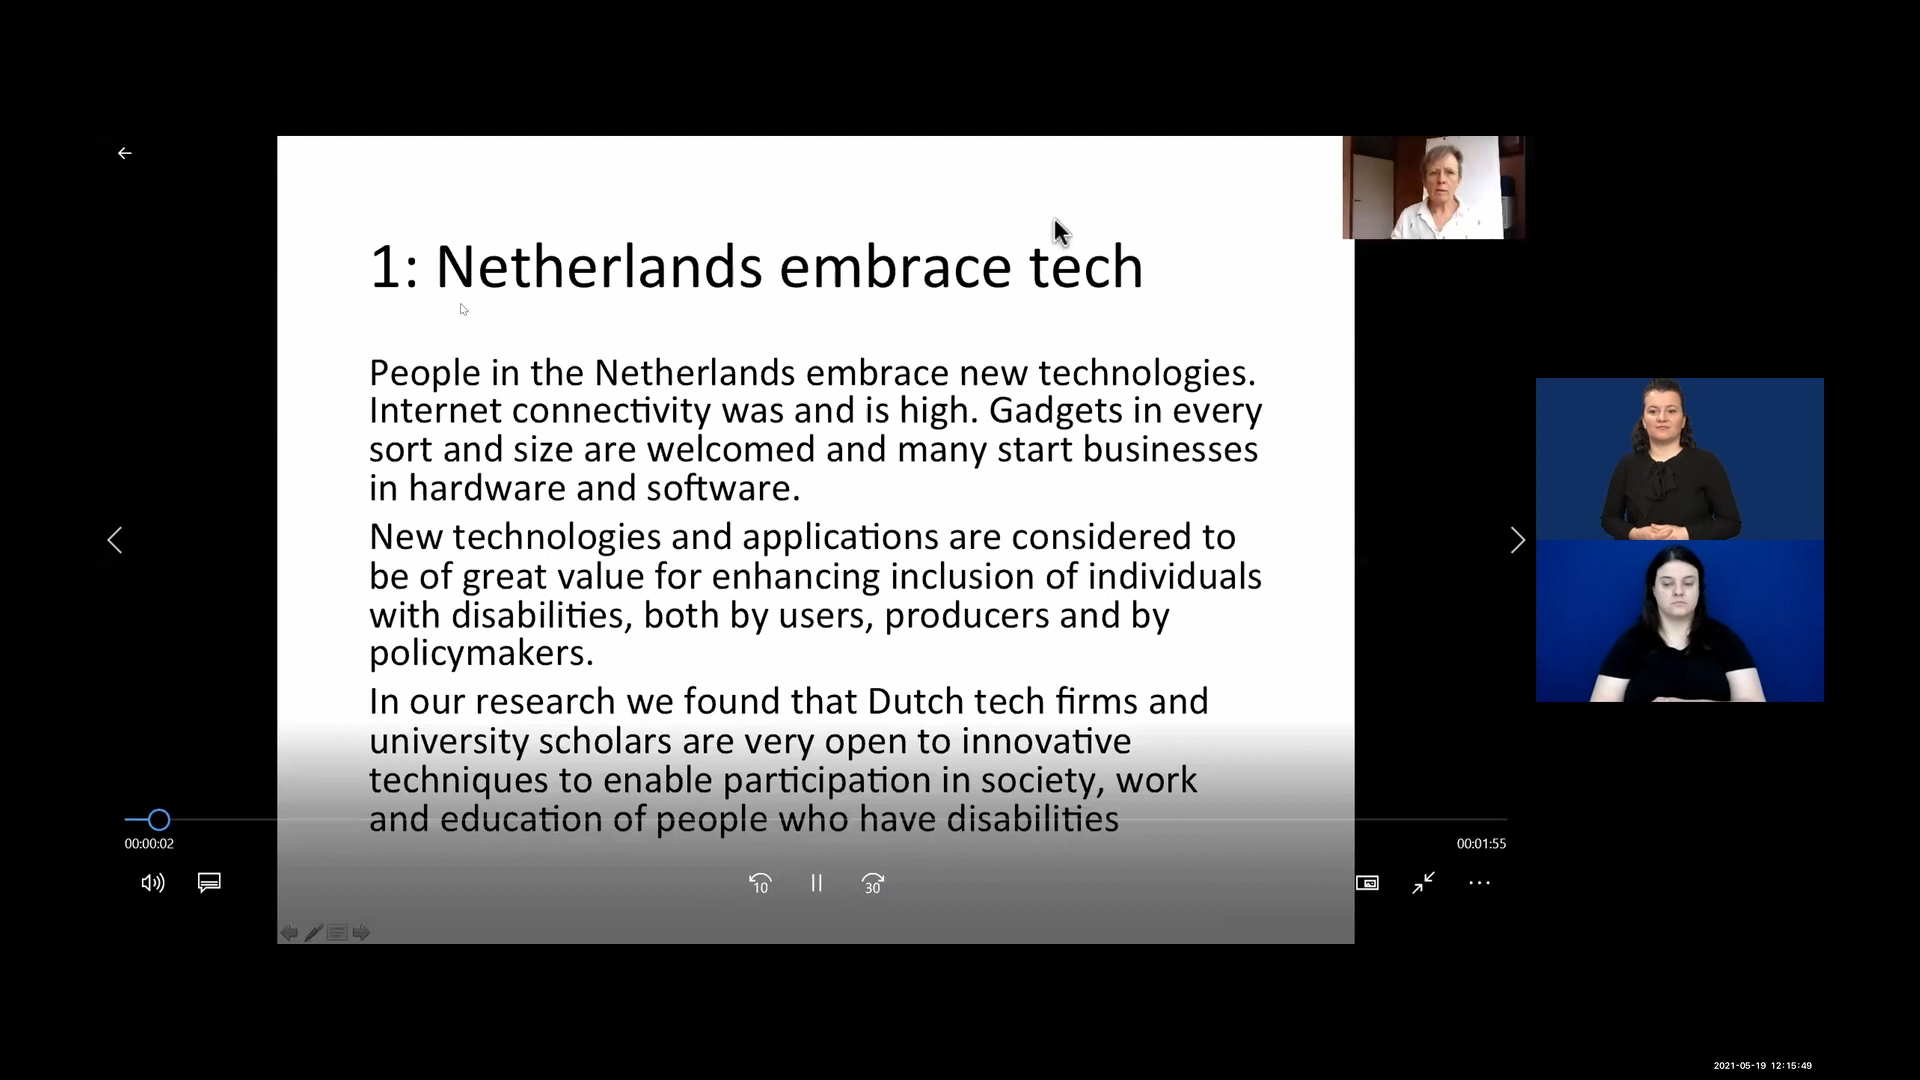 1: Netherlands embrace tech
People in the Netherlands embrace new technologies.
Internet connectivity was and is high. Gadgets in every
sort and size are welcomed and many start businesses
in hardware and software.
New technologies and applications are considered to
be of great value for enhancing inclusion of individuals
with disabilities, both by users, producers and by
policymakers.
In our research we found that Dutch tech firms and
university scholars are very open to innovative
techniques to enable participation in society, work
and education of people who have disabilities
00:00:02
00:01:55
10
30
2021-05-19 12:15:49